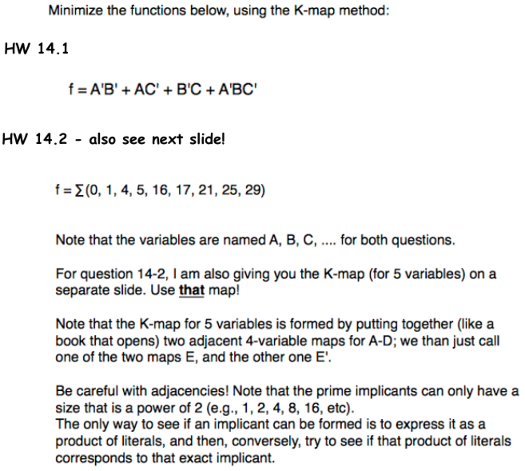 Minimize the functions below, using the K-map method:
HW 14.1
f = A'B' + AC' + B'C + A'BC'
HW 14.2 - also see next slide!
f = Σ(0, 1, 4, 5, 16, 17, 21, 25, 29)
Note that the variables are named A, B, C, .... for both questions.
For question 14-2, I am also giving you the K-map (for 5 variables) on a
separate slide. Use that map!
Note that the K-map for 5 variables is formed by putting together (like a
book that opens) two adjacent 4-variable maps for A-D; we than just call
one of the two maps E, and the other one E'.
Be careful with adjacencies! Note that the prime implicants can only have a
size that is a power of 2 (e.g., 1, 2, 4, 8, 16, etc).
The only way to see if an implicant can be formed is to express it as a
product of literals, and then, conversely, try to see if that product of literals
corresponds to that exact implicant.